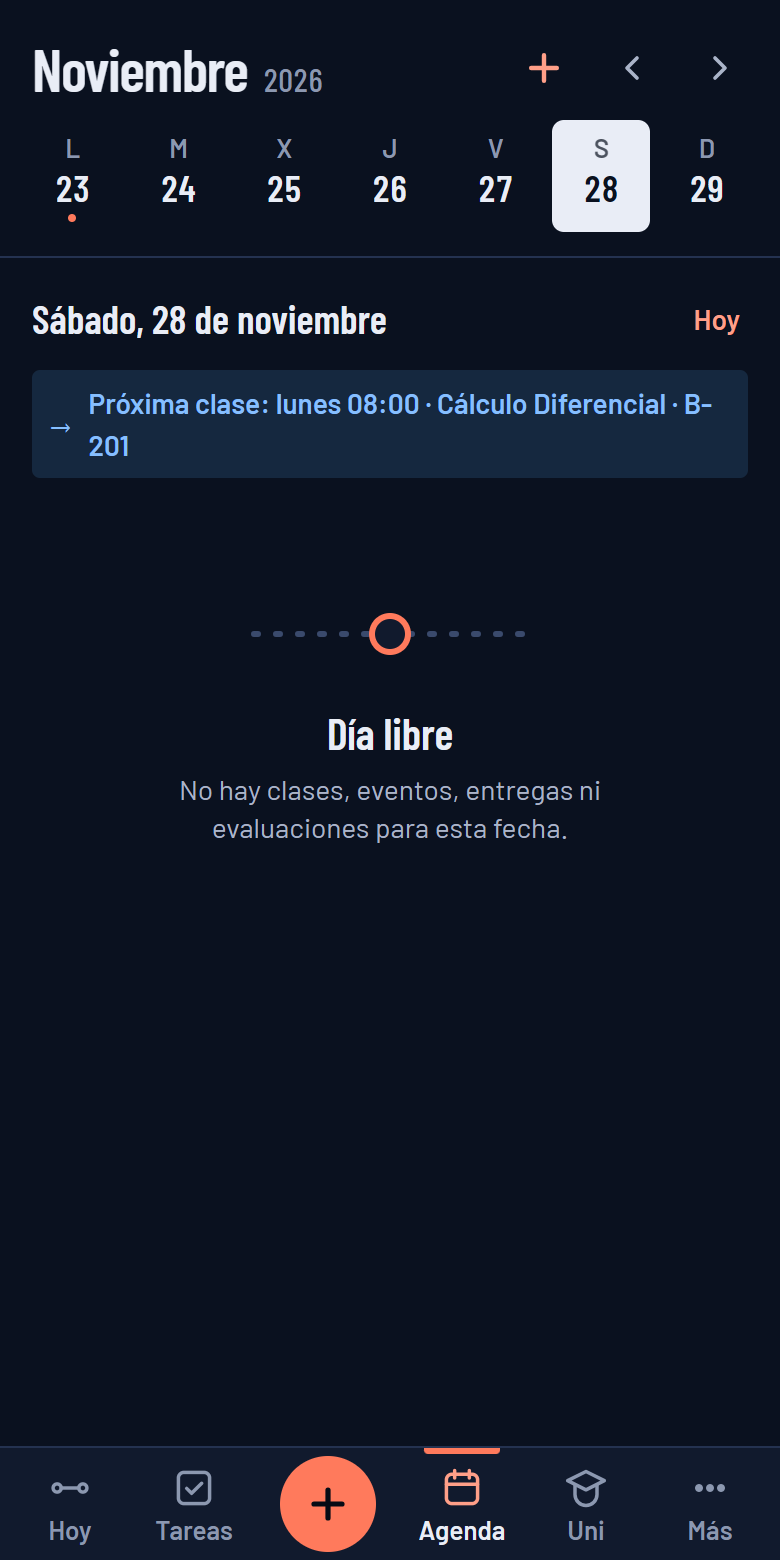 Noviembre 2026
L M X J V S D
23 24 25 26 27 28 29
Sábado, 28 de noviembre Hoy
→ Próxima clase: lunes 08:00 · Cálculo Diferencial · B-
201
Día libre
No hay clases, eventos, entregas ni
evaluaciones para esta fecha.
Hoy Tareas Agenda Uni Más